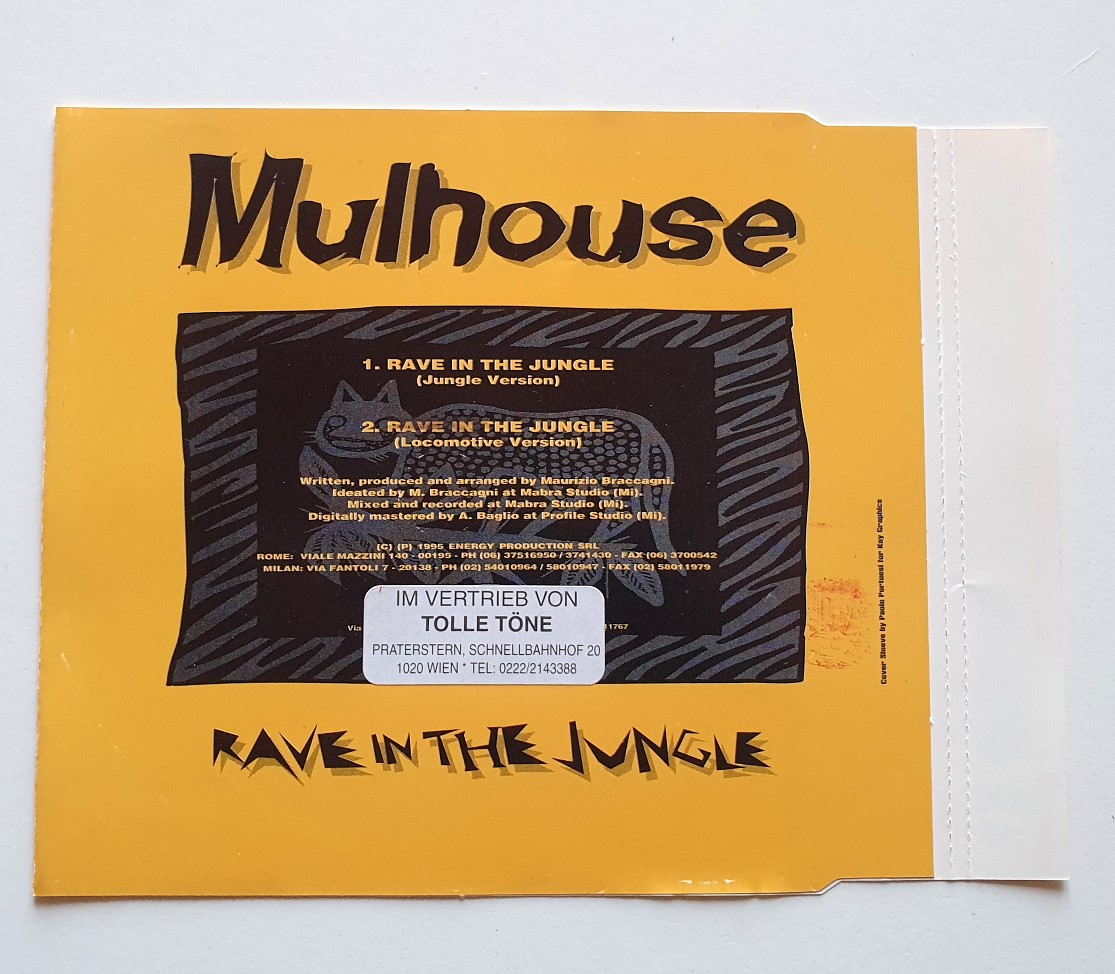 Mulhouse
1. RAVE IN THE JUNGLE
(Jungle Version)
2. RAVE IN THE JUNGLE
(Locomotive Version)
Written, produced and arranged by Maurizio Braccagni.
Ideated by M. Braccagni at Mabra Studio (Mi).
Mixed and recorded at Mabra Studio (Mi).
Digitally mastered by A. Baglio at Profile Studio (Mi).
(C) (P) 1995 ENERGY PRODUCTION SRL
ROME: VIALE MAZZINI 140 - 00195 - PH (06) 37516950 / 3741430 - FAX (06) 3700542
MILAN: VIA FANTOLI 7 - 20138 - PH (02) 54010964 / 58010947 - FAX (02) 58011979
Via
IM VERTRIEB VON
TOLLE TÖNE
PRATERSTERN, SCHNELLBAHNHOF 20
1020 WIEN * TEL: 0222/2143388
RAVE IN THE JUNGLE
Cover Sleeve by Paolo Portuesi for Kay Graphics